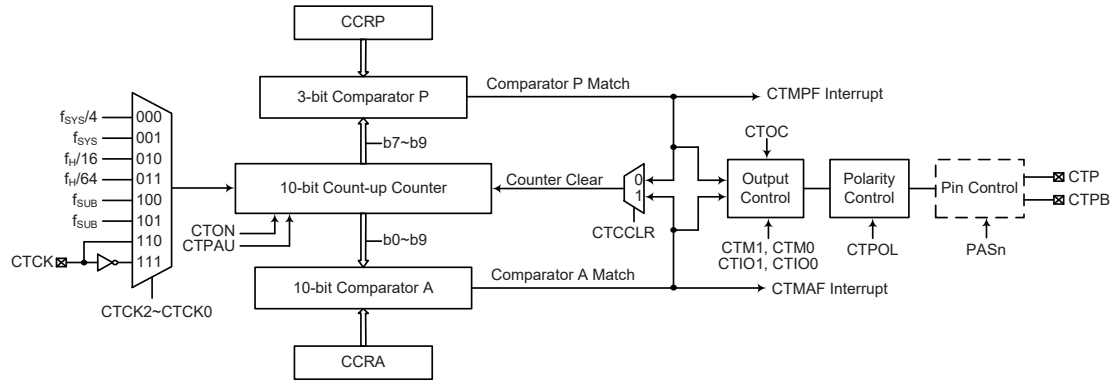 CCRP
3-bit Comparator P
Comparator P Match
CTMPF Interrupt
b7~b9
fSYS/4
fSYS
fH/16
fH/64
fSUB
fSUB
CTCK
000
001
010
011
100
101
110
111
CTCK2~CTCK0
10-bit Count-up Counter
CTON
CTPAU
Counter Clear
0
1
CTCCLR
CTOC
Output
Control
CTM1, CTM0
CTIO1, CTIO0
Polarity
Control
CTPOL
Pin Control
PASn
CTP
CTPB
b0~b9
10-bit Comparator A
Comparator A Match
CTMAF Interrupt
CCRA